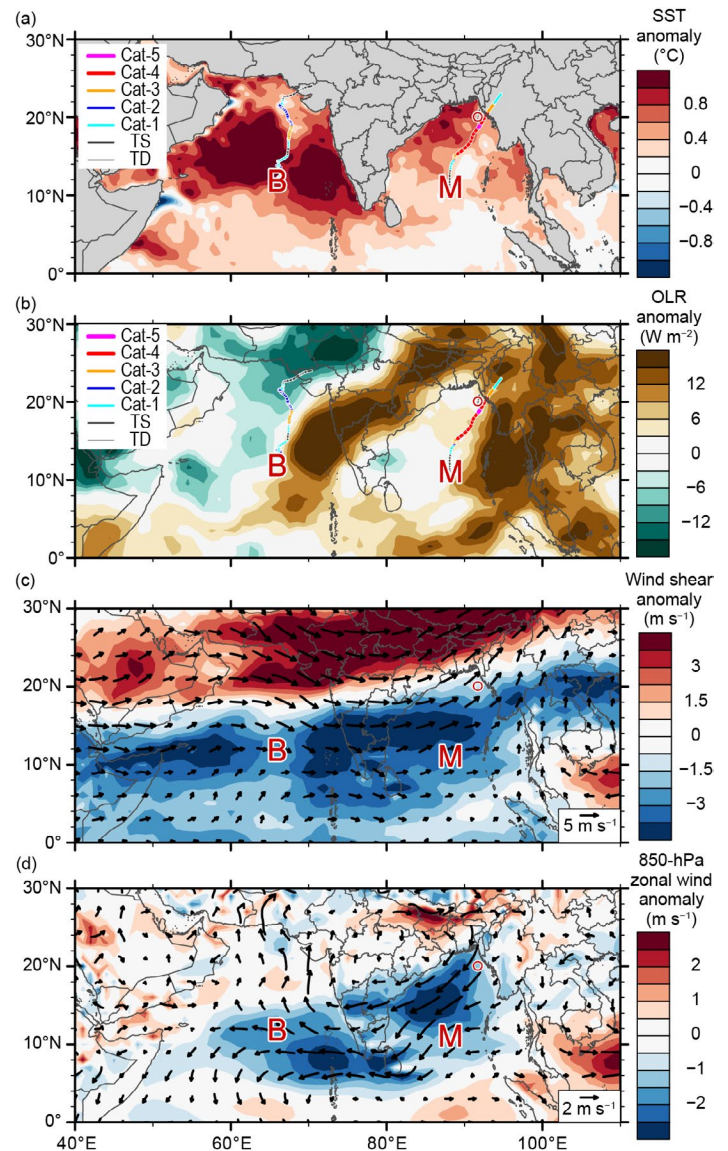 (a)
SST
anomaly
(°C)
30°N
20°N
10°N
0°
Cat-5
Cat-4
Cat-3
Cat-2
Cat-1
TS
TD
B
M
0.8
0.4
0
−0.4
−0.8
(b)
OLR
anomaly
(W m⁻²)
30°N
20°N
10°N
0°
Cat-5
Cat-4
Cat-3
Cat-2
Cat-1
TS
TD
B
M
12
6
0
−6
−12
(c)
Wind shear
anomaly
(m s⁻¹)
30°N
20°N
10°N
0°
B
M
5 m s⁻¹
3
1.5
0
−1.5
−3
(d)
850-hPa
zonal wind
anomaly
(m s⁻¹)
30°N
20°N
10°N
0°
B
M
2 m s⁻¹
2
1
0
−1
−2
40°E
60°E
80°E
100°E